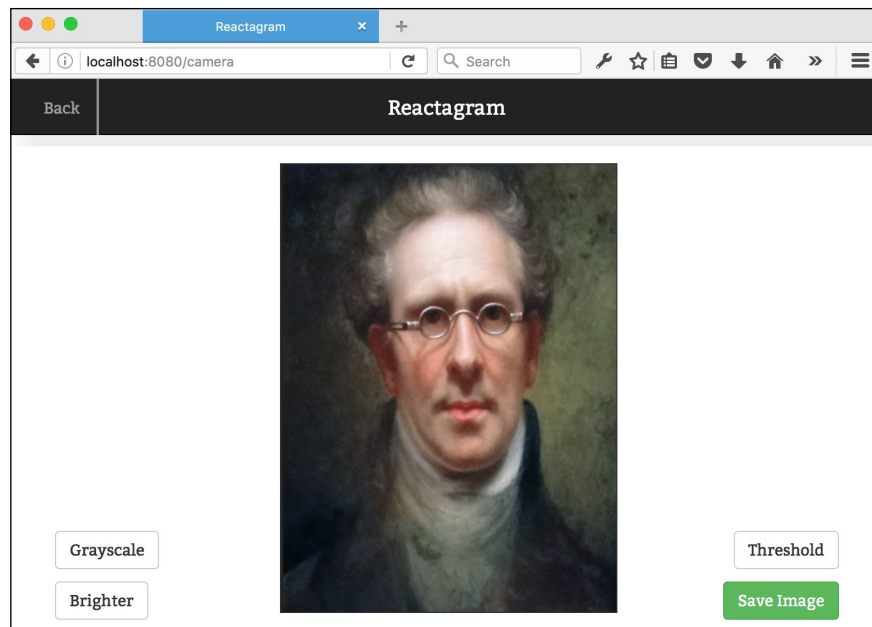 Reactagram
localhost:8080/camera
Search
Back
Reactagram
Grayscale
Threshold
Brighter
Save Image